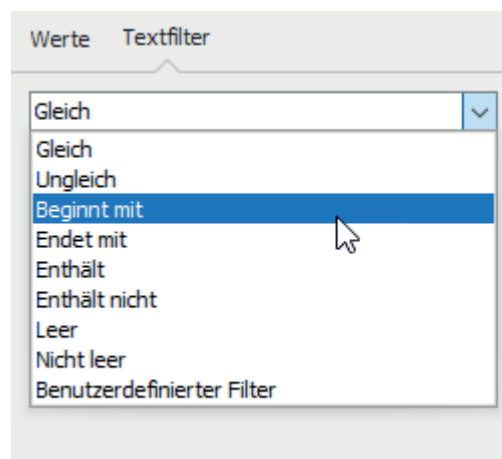 Werte Textfilter
Gleich
Gleich
Ungleich
Beginnt mit
Endet mit
Enthält
Enthält nicht
Leer
Nicht leer
Benutzerdefinierter Filter